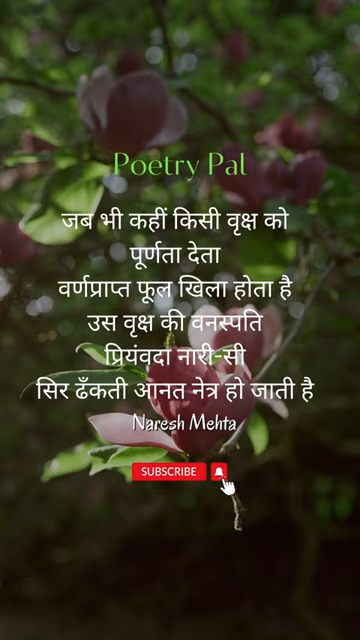 Poetry Pal
जब भी कहीं किसी वृक्ष को
पूर्णता देता
वर्णप्राप्त फूल खिला होता है
उस वृक्ष की वनस्पति
प्रियंवदा नारी-सी
सिर ढँकती आनत नेत्र हो जाती है
Naresh Mehta
SUBSCRIBE